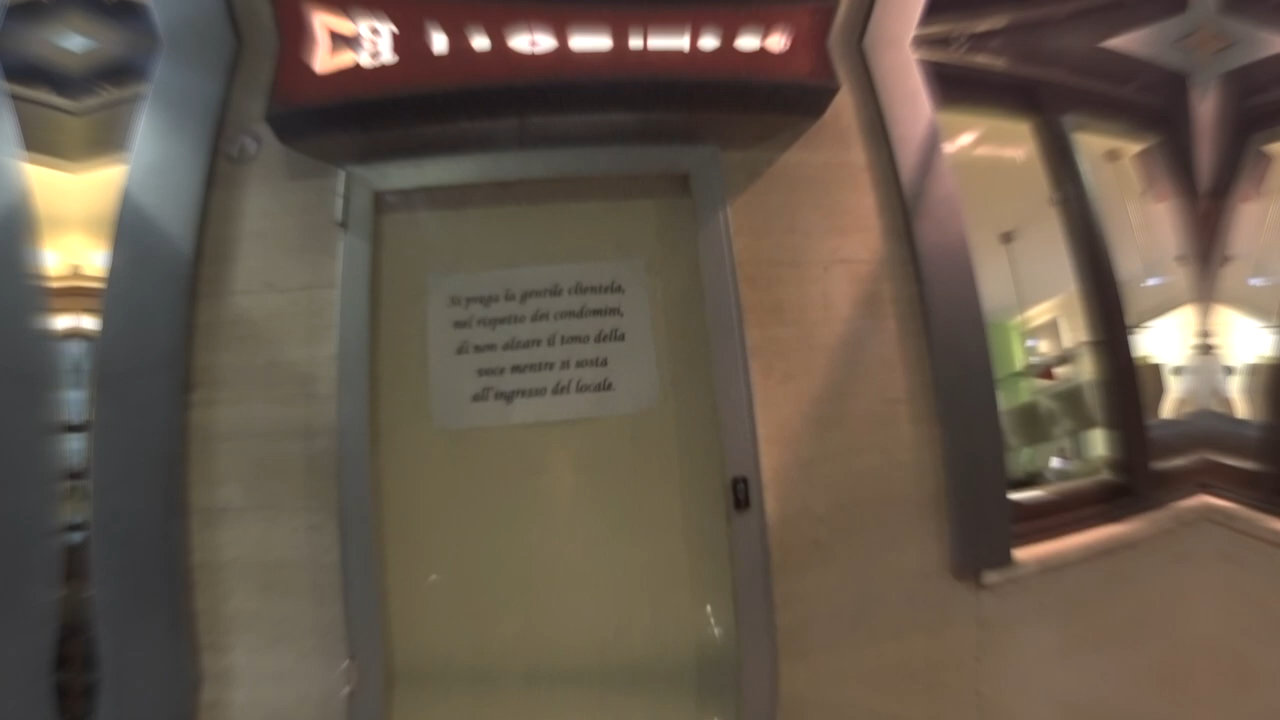 Si prega la gentile clientela,
nel rispetto dei condomini,
di non alzare il tono della
voce mentre si sosta
all'ingresso del locale.